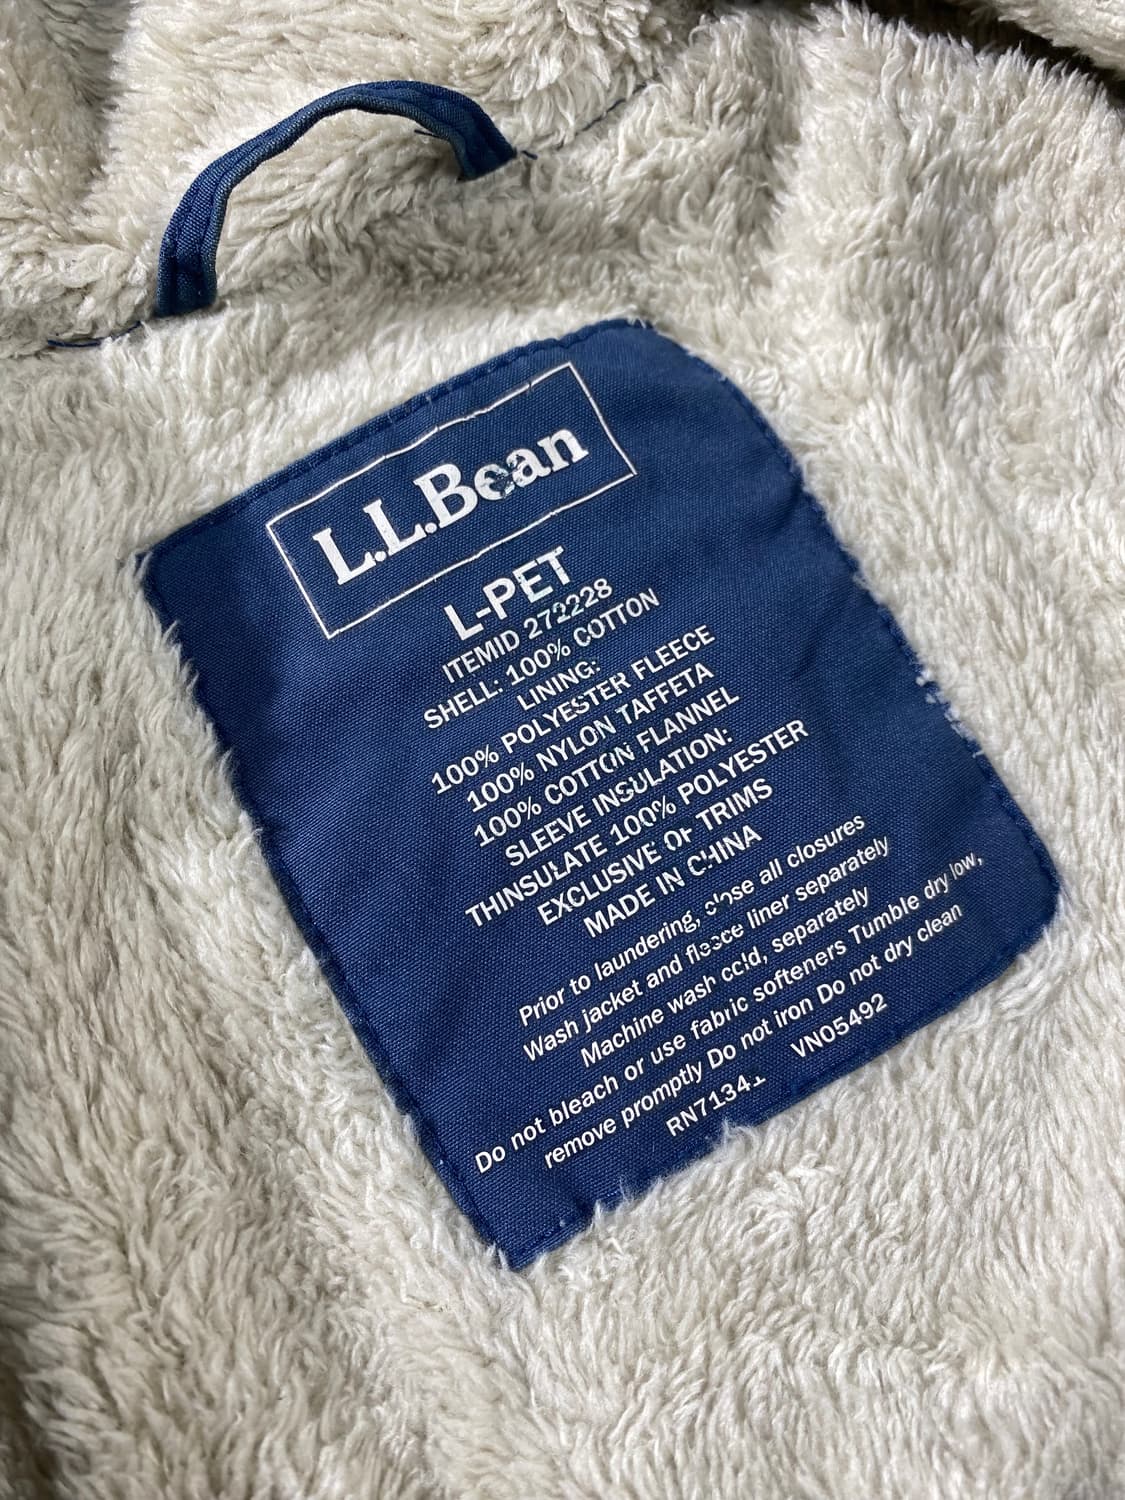 L.L.Bean
L-PET
ITEMID 272228
SHELL: 100% COTTON
LINING:
100% POLYESTER FLEECE
100% NYLON TAFFETA
100% COTTON FLANNEL
SLEEVE INSULATION:
THINSULATE 100% POLYESTER
EXCLUSIVE OF TRIMS
MADE IN CHINA
Prior to laundering, close all closures
Wash jacket and fleece liner separately
Machine wash cold, separately
Do not bleach or use fabric softeners Tumble dry low,
remove promptly Do not iron Do not dry clean
RN71341 VN05492